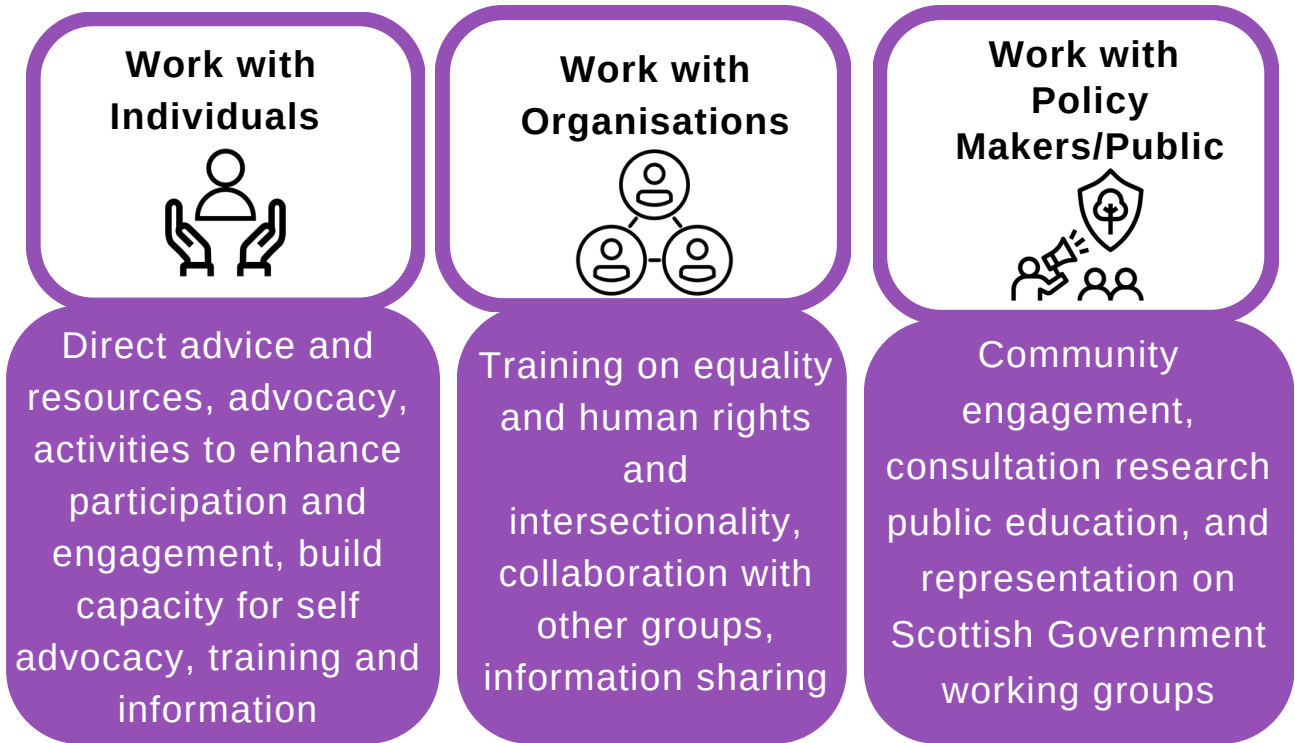 Work with
Individuals
Direct advice and
resources, advocacy,
activities to enhance
participation and
engagement, build
capacity for self
advocacy, training and
information
Work with
Organisations
Training on equality
and human rights
and
intersectionality,
collaboration with
other groups,
information sharing
Work with
Policy
Makers/Public
Community
engagement,
consultation research
public education, and
representation on
Scottish Government
working groups